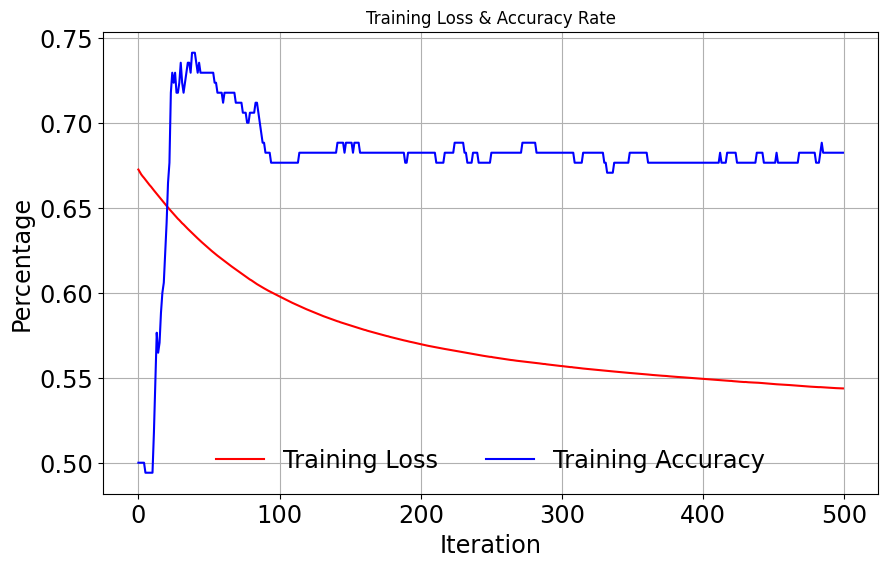 Training Loss & Accuracy Rate
0.75
0.70
0.65
0.60
0.55
0.50
Percentage
Training Loss Training Accuracy
0 100 200 300 400 500
Iteration